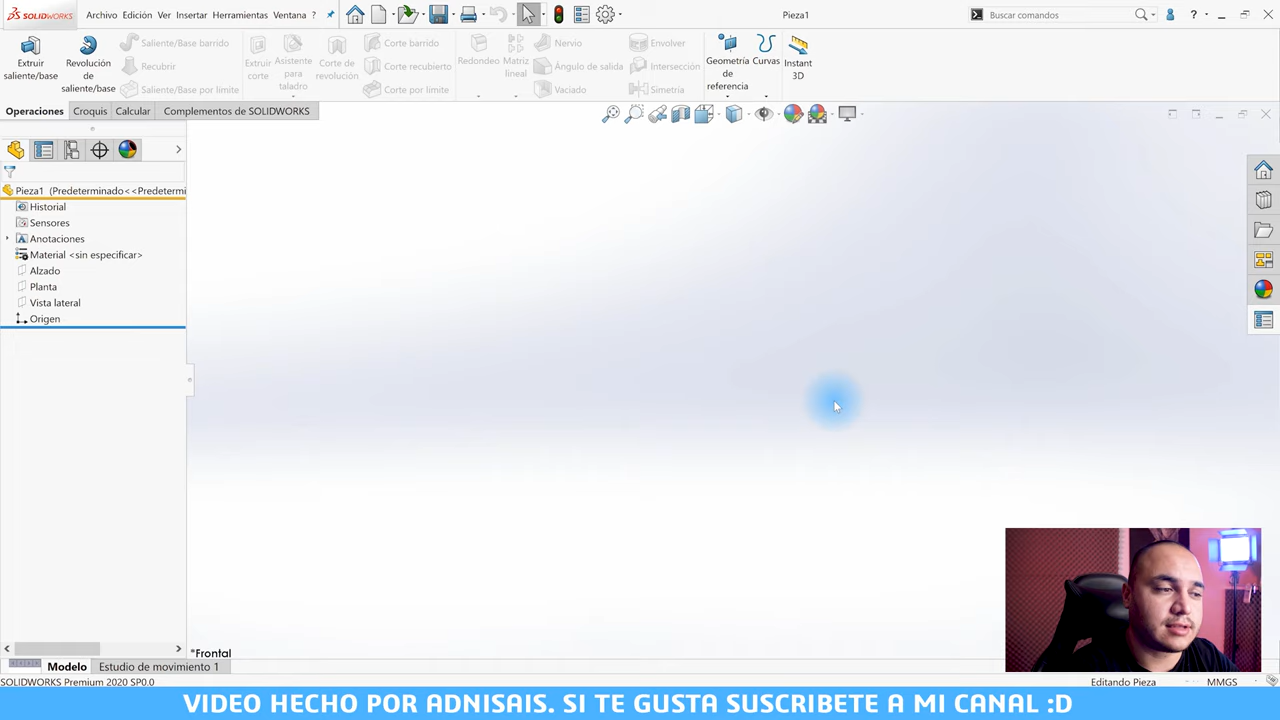 SOLIDWORKS Archivo Edición Ver Insertar Herramientas Ventana Pieza1 Buscar comandos ?
Extruir saliente/base
Revolución de saliente/base
Saliente/Base barrido
Recubrir
Saliente/Base por límite
Extruir corte
Asistente para taladro
Corte de revolución
Corte barrido
Corte recubierto
Corte por límite
Redondeo
Matriz lineal
Nervio
Ángulo de salida
Vaciado
Envolver
Intersección
Simetría
Geometría de referencia
Curvas
Instant 3D
Operaciones Croquis Calcular Complementos de SOLIDWORKS
Pieza1 (Predeterminado<<Predetermi
Historial
Sensores
Anotaciones
Material <sin especificar>
Alzado
Planta
Vista lateral
Origen
*Frontal
Modelo Estudio de movimiento 1
SOLIDWORKS Premium 2020 SP0.0 Editando Pieza MMGS
VIDEO HECHO POR ADNISAIS. SI TE GUSTA SUSCRIBETE A MI CANAL :D